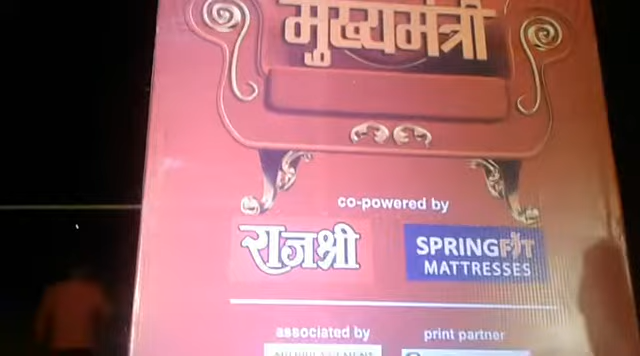 मुख्यमंत्री
co-powered by
राजश्री
SPRINGFIT
MATTRESSES
associated by
print partner